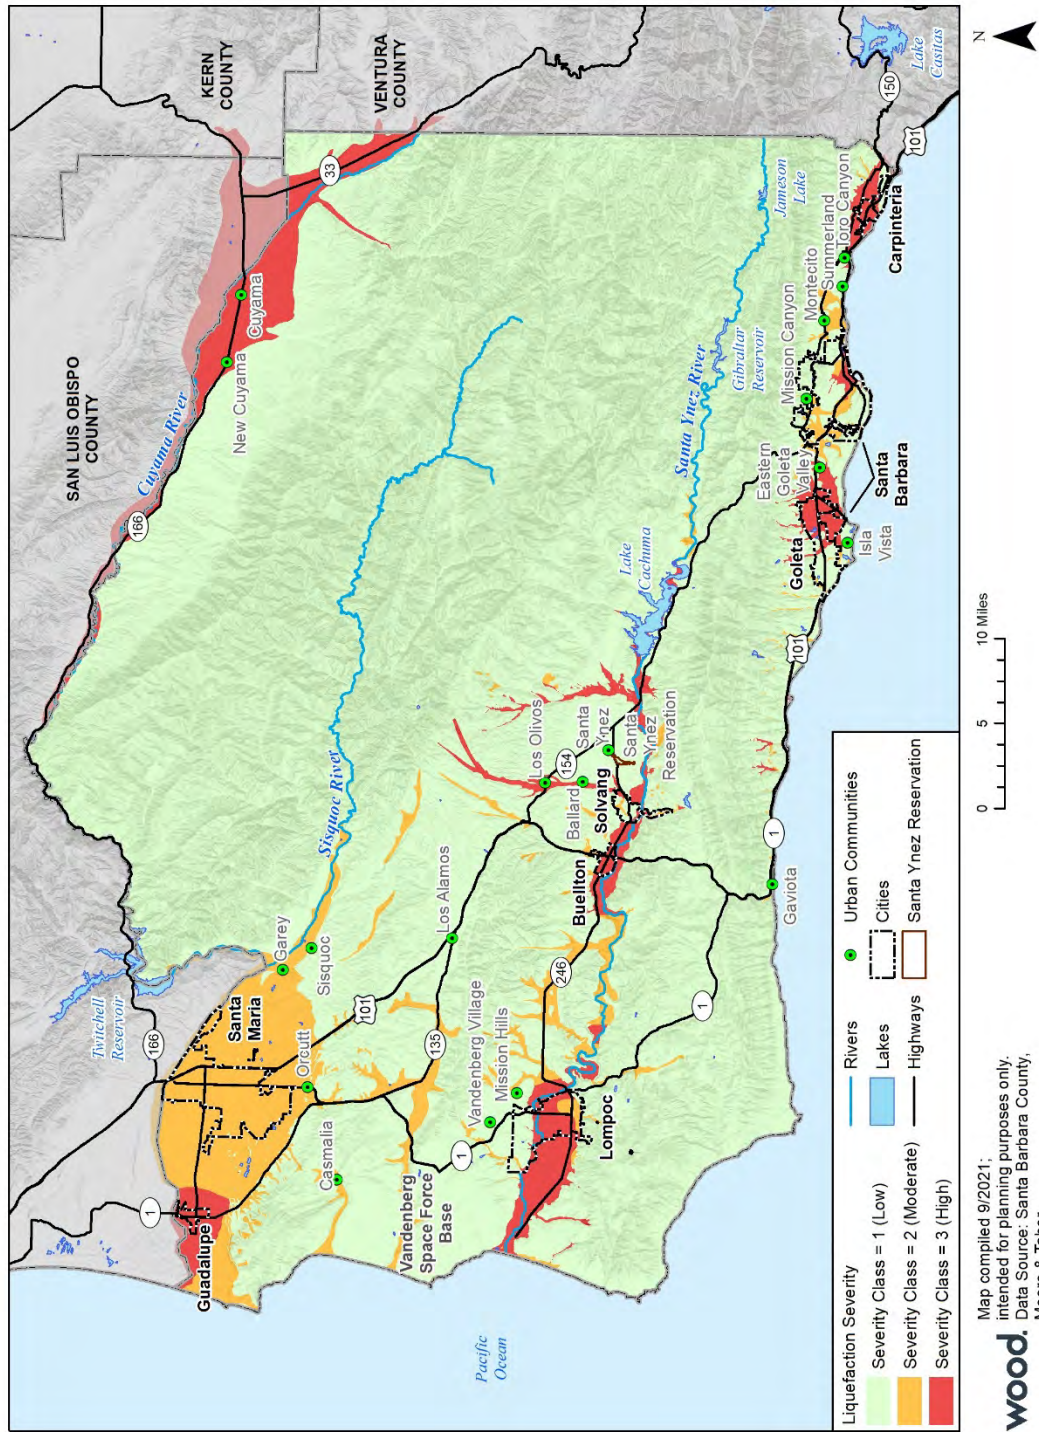 KERN
COUNTY
VENTURA
COUNTY
SAN LUIS OBISPO
COUNTY
Lake
Casitas
150
101
33
166
Cuyama River
Cuyama
New Cuyama
Jameson
Lake
Summerland
Toro Canyon
Carpinteria
Montecito
Mission Canyon
Gibraltar
Reservoir
Santa Ynez River
Eastern
Goleta
Valley
Santa
Barbara
Goleta
Isla
Vista
Lake
Cachuma
101
Sisquoc River
Los Olivos
154
Santa
Ynez
Ballard
Solvang
Santa
Ynez
Reservation
Buellton
1
Gaviota
Los Alamos
246
1
Twitchell
Reservoir
166
Garey
Sisquoc
Santa
Maria
Orcutt
101
135
Vandenberg Village
Mission Hills
Lompoc
1
Casmalia
Vandenberg
Space Force
Base
1
Guadalupe
Pacific
Ocean
Liquefaction Severity
Severity Class = 1 (Low)
Severity Class = 2 (Moderate)
Severity Class = 3 (High)
Rivers
Lakes
Highways
Urban Communities
Cities
Santa Ynez Reservation
0 5 10 Miles
N
wood.
Map compiled 9/2021;
intended for planning purposes only.
Data Source: Santa Barbara County,